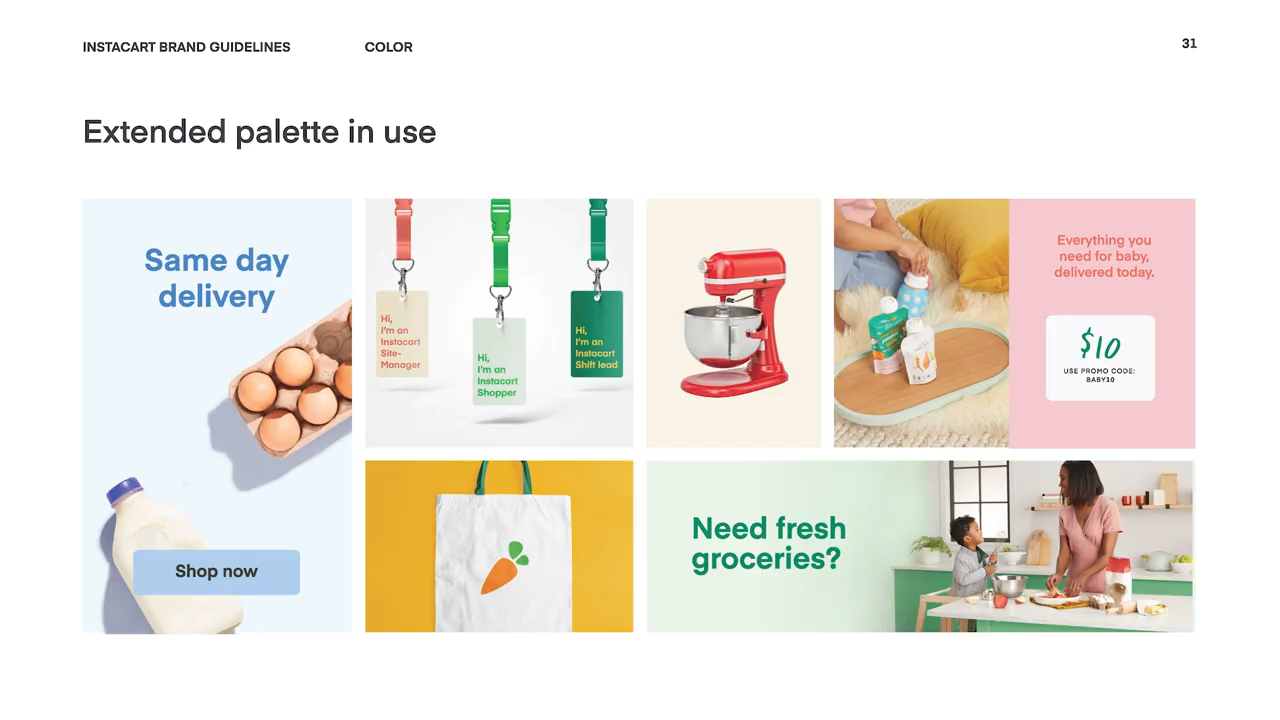 INSTACART BRAND GUIDELINES
COLOR
31
Extended palette in use
Same day
delivery
Shop now
Hi,
I'm an
Instacart
Site-
Manager
Hi,
I'm an
Instacart
Shopper
Hi,
I'm an
Instacart
Shift lead
Everything you
need for baby,
delivered today.
$10
USE PROMO CODE:
BABY10
Need fresh
groceries?